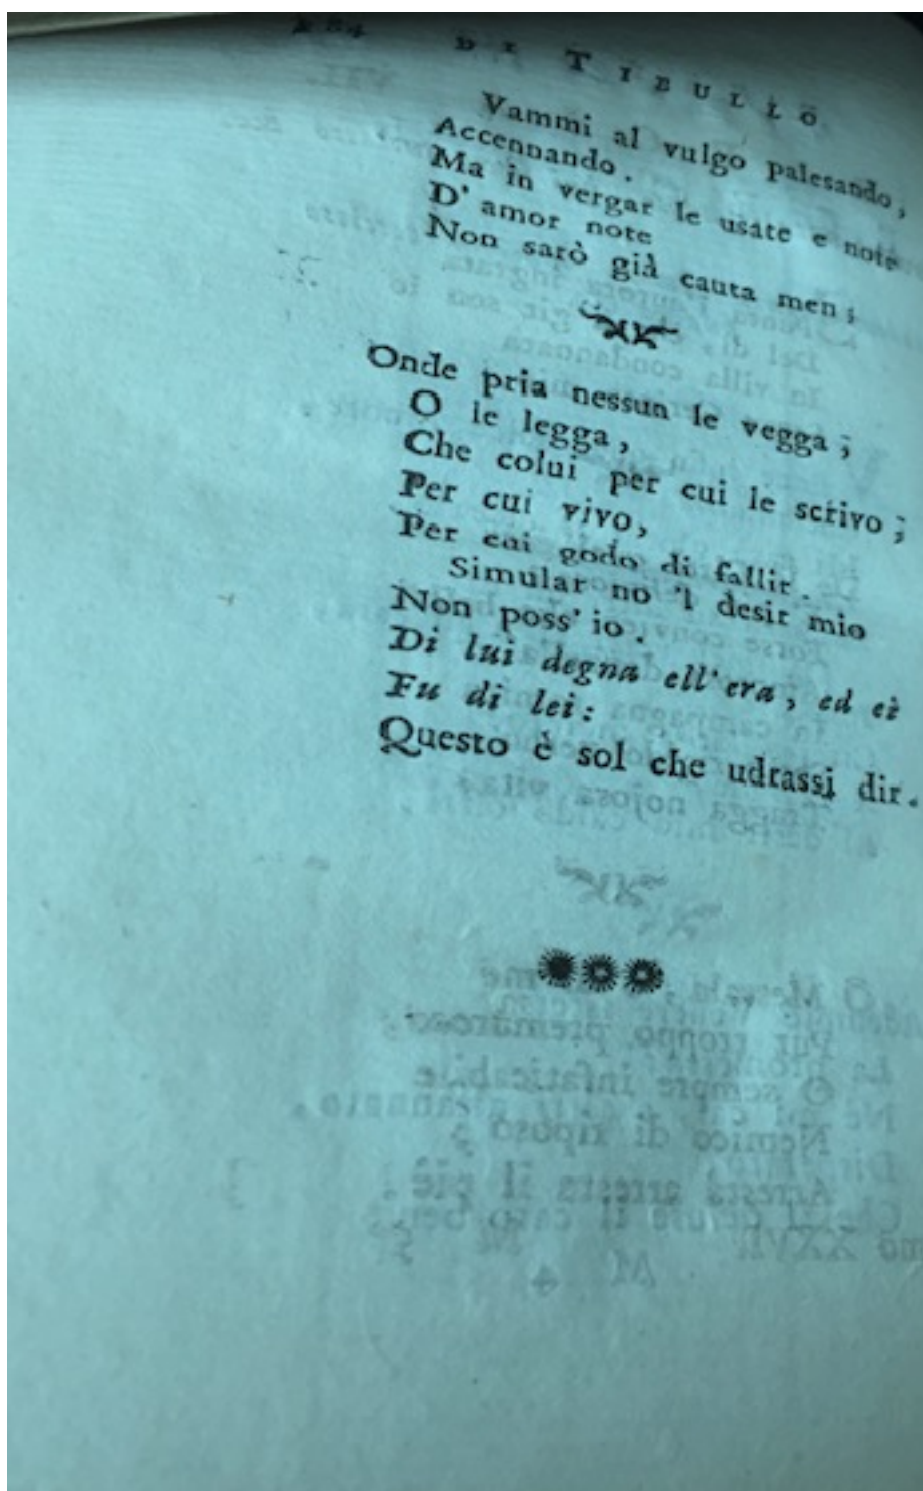 DI TIBULLO
Vammi al vulgo palesando,
Accennando.
Ma in vergar le usate e note
D' amor note
Non sarò già cauta men;
Onde pria nessun le vegga;
O le legga,
Che colui per cui le scrivo;
Per cui vivo,
Per cui godo di fallir.
Simular no 'l desir mio
Non poss' io.
Di lui degna ell' era, ed ei
Fu di lei:
Questo è sol che udrassi dir.